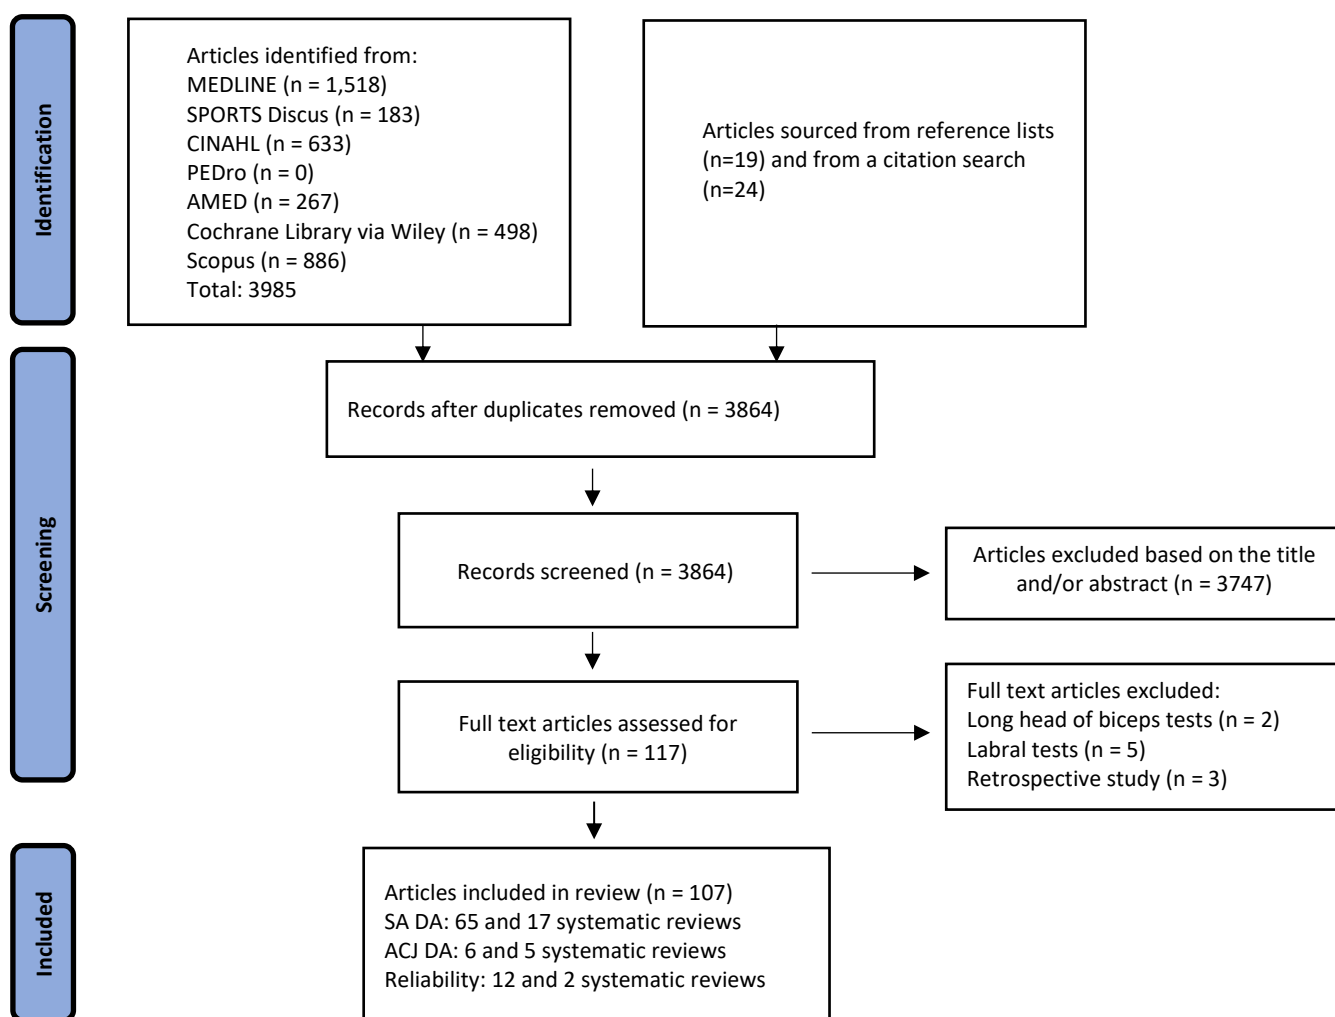 Identification
Articles identified from:
MEDLINE (n = 1,518)
SPORTS Discus (n = 183)
CINAHL (n = 633)
PEDro (n = 0)
AMED (n = 267)
Cochrane Library via Wiley (n = 498)
Scopus (n = 886)
Total: 3985
Articles sourced from reference lists
(n=19) and from a citation search
(n=24)
Screening
Records after duplicates removed (n = 3864)
Records screened (n = 3864)
Articles excluded based on the title
and/or abstract (n = 3747)
Full text articles assessed for
eligibility (n = 117)
Full text articles excluded:
Long head of biceps tests (n = 2)
Labral tests (n = 5)
Retrospective study (n = 3)
Included
Articles included in review (n = 107)
SA DA: 65 and 17 systematic reviews
ACJ DA: 6 and 5 systematic reviews
Reliability: 12 and 2 systematic reviews